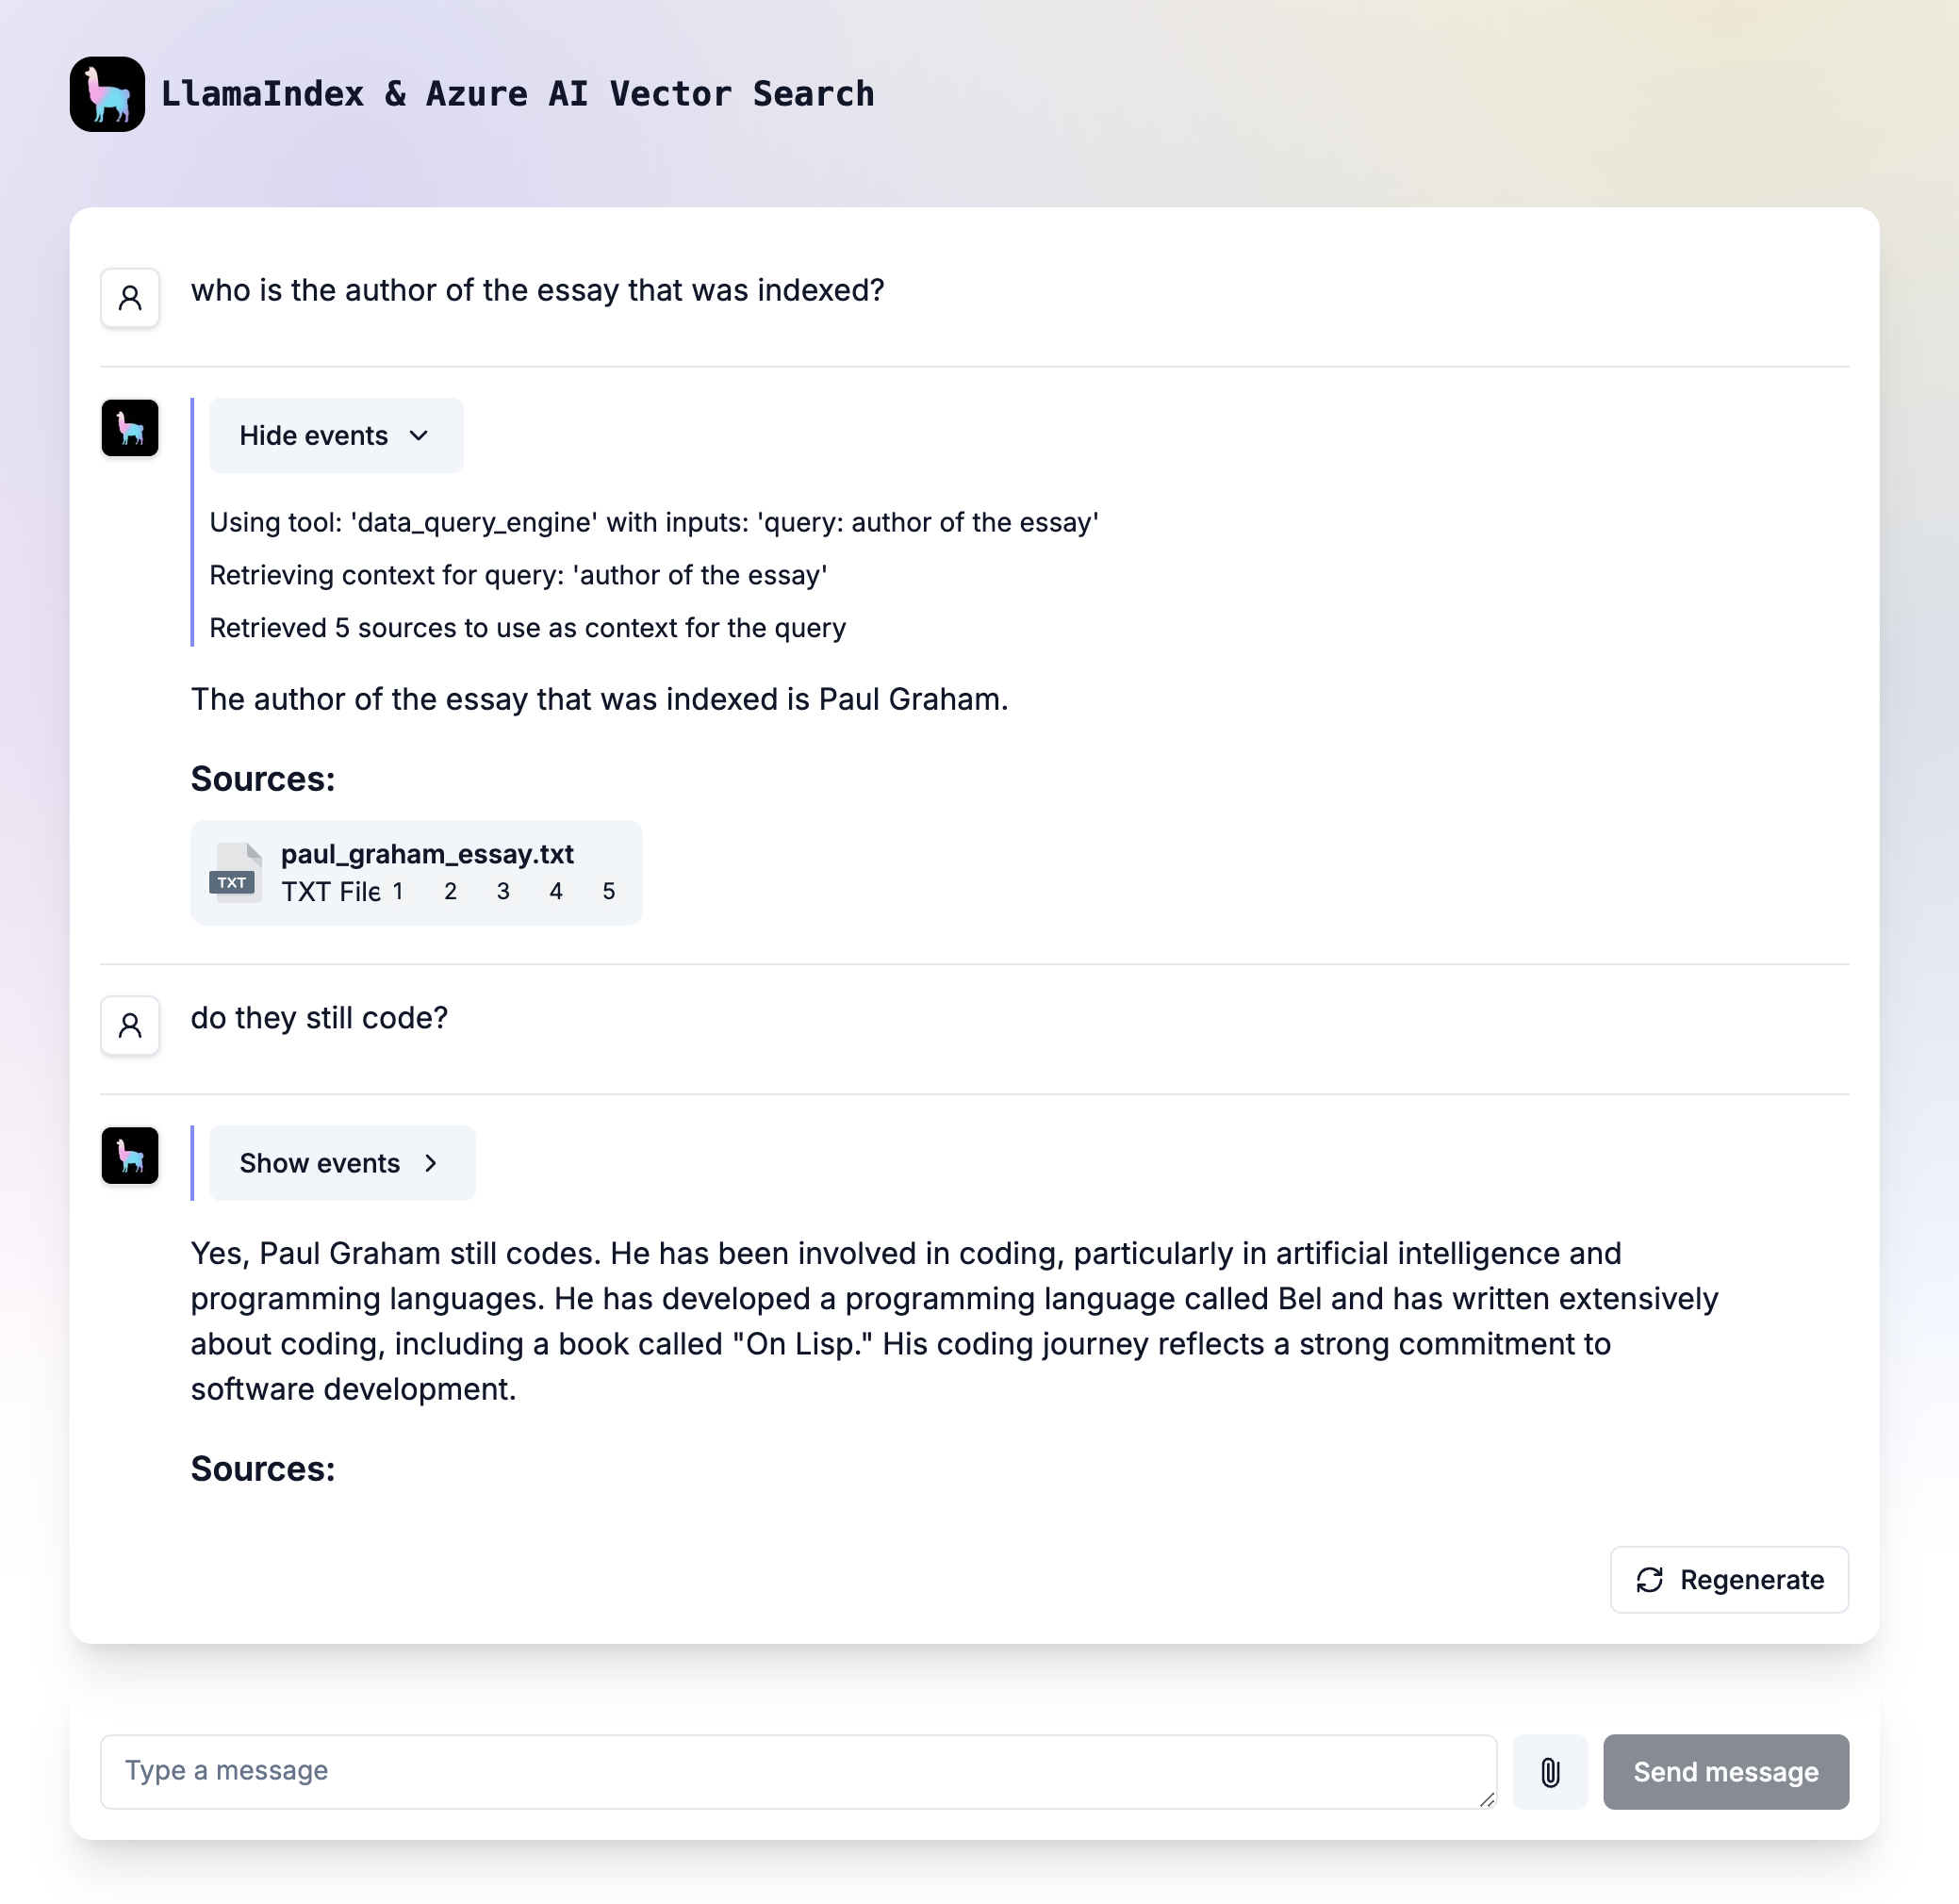 LlamaIndex & Azure AI Vector Search
who is the author of the essay that was indexed?
Hide events
Using tool: 'data_query_engine' with inputs: 'query: author of the essay'
Retrieving context for query: 'author of the essay'
Retrieved 5 sources to use as context for the query
The author of the essay that was indexed is Paul Graham.
Sources:
paul_graham_essay.txt
TXT
TXT File 1 2 3 4 5
do they still code?
Show events
Yes, Paul Graham still codes. He has been involved in coding, particularly in artificial intelligence and
programming languages. He has developed a programming language called Bel and has written extensively
about coding, including a book called "On Lisp." His coding journey reflects a strong commitment to
software development.
Sources:
Regenerate
Type a message
Send message